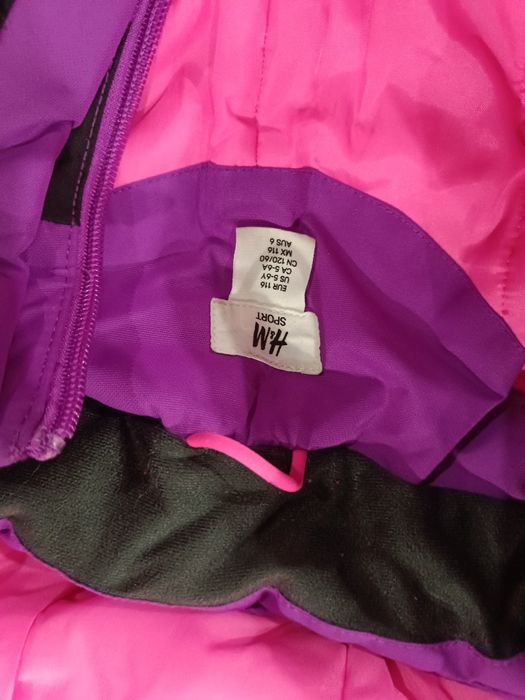 H&M
SPORT
EUR 116
US 5-6Y
CA 5-6A
CN 120/60
MX 116
AUS 6